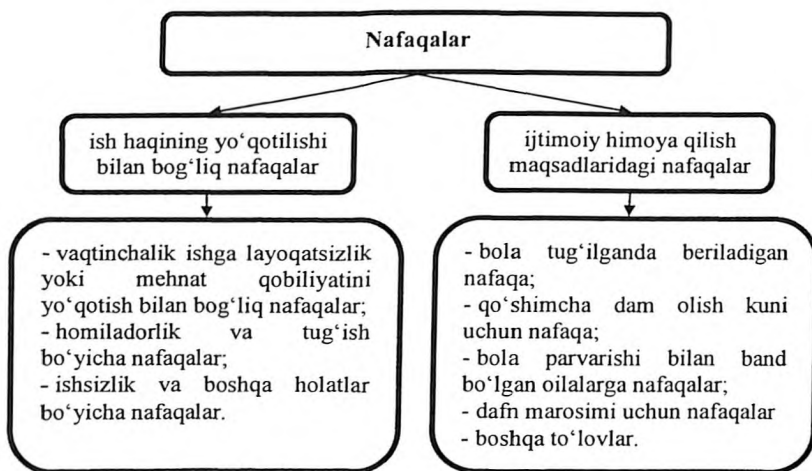 Nafaqalar
ish haqining yo‘qotilishi
bilan bog‘liq nafaqalar
ijtimoiy himoya qilish
maqsadlaridagi nafaqalar
- vaqtinchalik ishga layoqatsizlik
yoki mehnat qobiliyatini
yo‘qotish bilan bog‘liq nafaqalar;
- homiladorlik va tug‘ish
bo‘yicha nafaqalar;
- ishsizlik va boshqa holatlar
bo‘yicha nafaqalar.
- bola tug‘ilganda beriladigan
nafaqa;
- qo‘shimcha dam olish kuni
uchun nafaqa;
- bola parvarishi bilan band
bo‘lgan oilalarga nafaqalar;
- dafn marosimi uchun nafaqalar
- boshqa to‘lovlar.